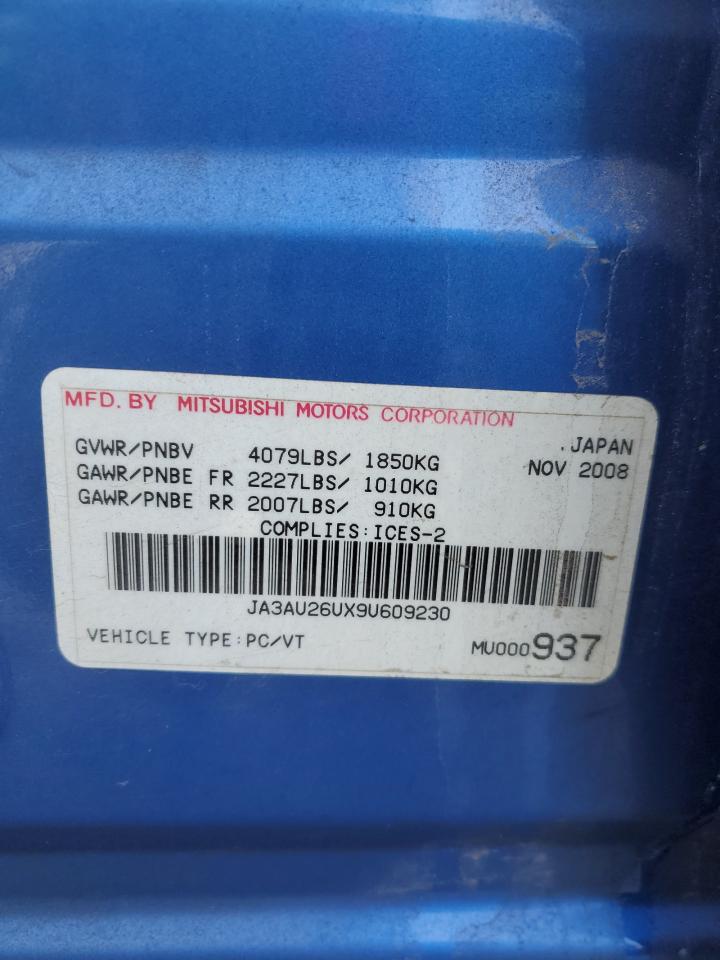 MFD. BY MITSUBISHI MOTORS CORPORATION
GVWR/PNBV 4079LBS/ 1850KG
JAPAN
GAWR/PNBE FR 2227LBS/ 1010KG
NOV 2008
GAWR/PNBE RR 2007LBS/ 910KG
COMPLIES:ICES-2
JA3AU26UX9U609230
VEHICLE TYPE:PC/VT
MU000937